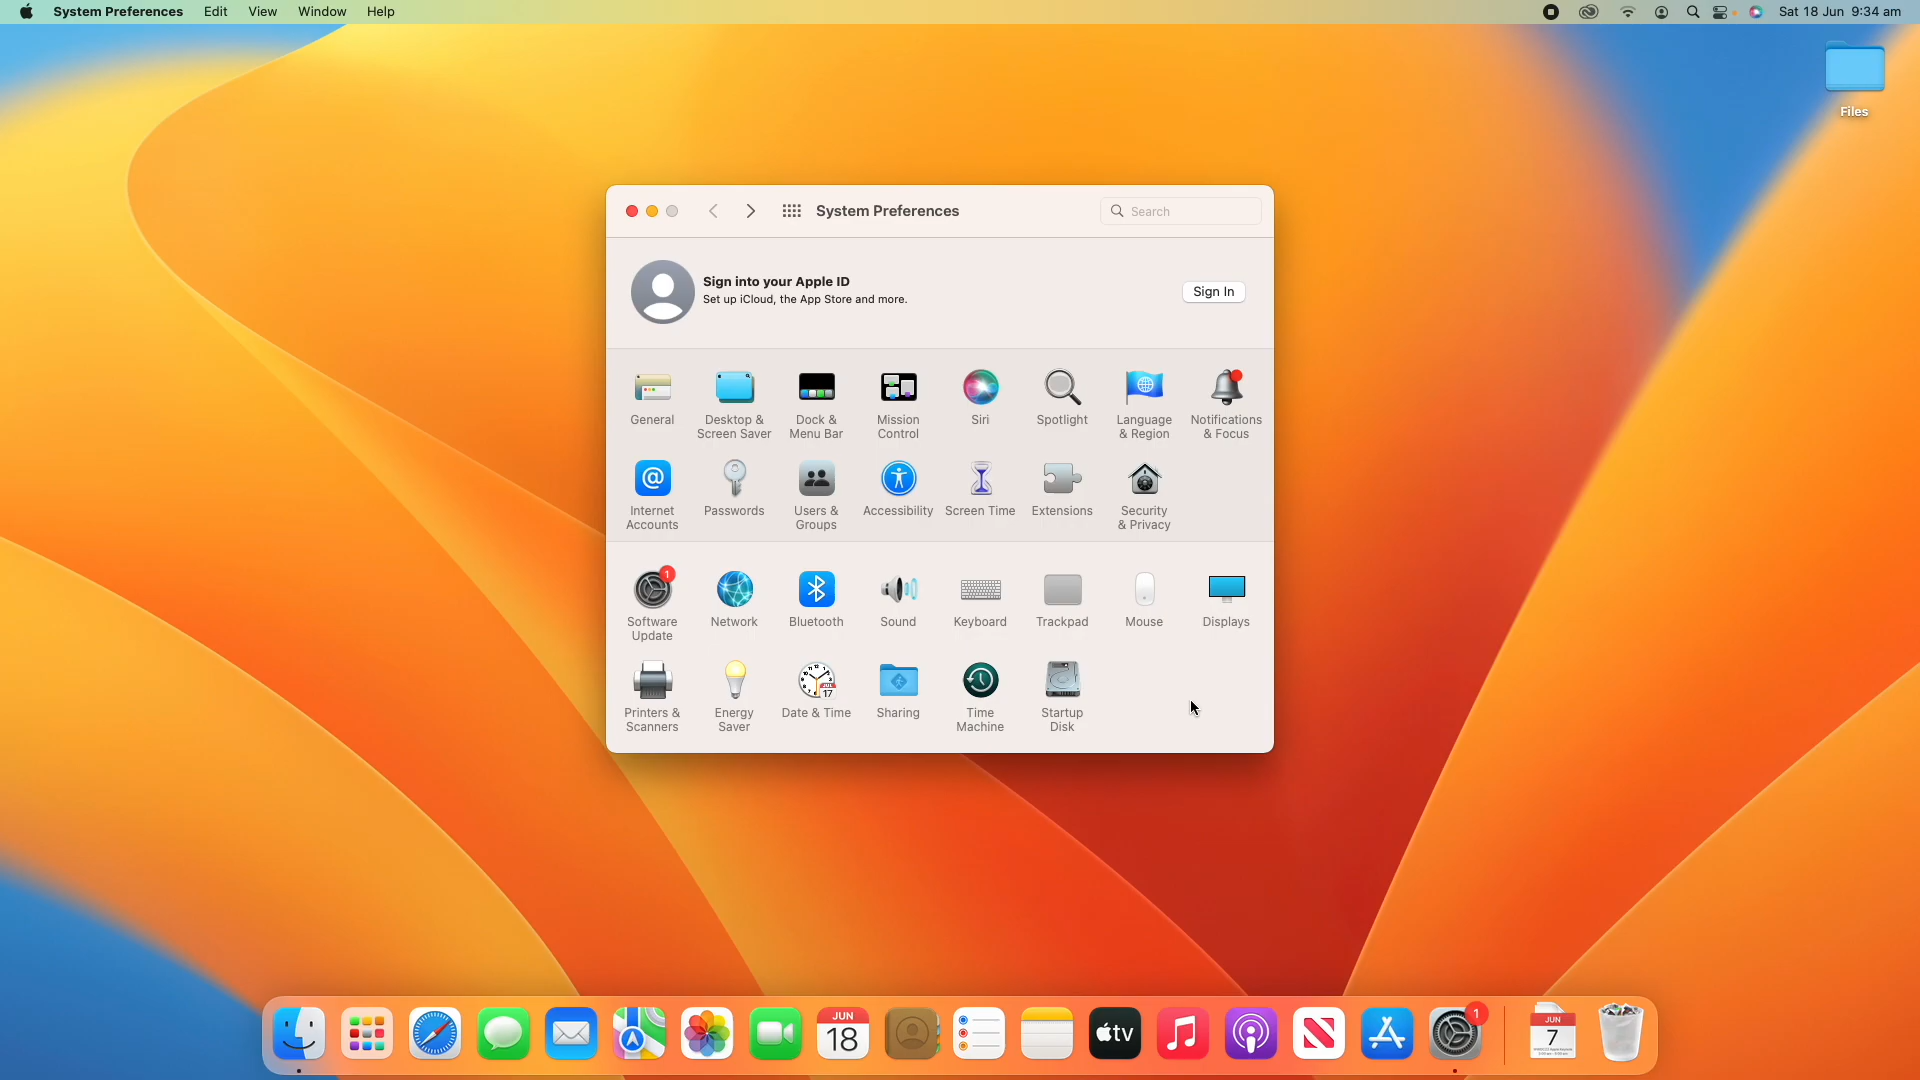 System Preferences Edit View Window Help Sat 18 Jun 9:34 am
Files
System Preferences Search
Sign into your Apple ID
Set up iCloud, the App Store and more.
Sign In
General
Desktop &
Screen Saver
Dock &
Menu Bar
Mission
Control
Siri
Spotlight
Language
& Region
Notifications
& Focus
Internet
Accounts
Passwords
Users &
Groups
Accessibility
Screen Time
Extensions
Security
& Privacy
1
Software
Update
Network
Bluetooth
Sound
Keyboard
Trackpad
Mouse
Displays
Printers &
Scanners
Energy
Saver
Date & Time
Sharing
Time
Machine
Startup
Disk
JUN
18
tv
1
JUN
7